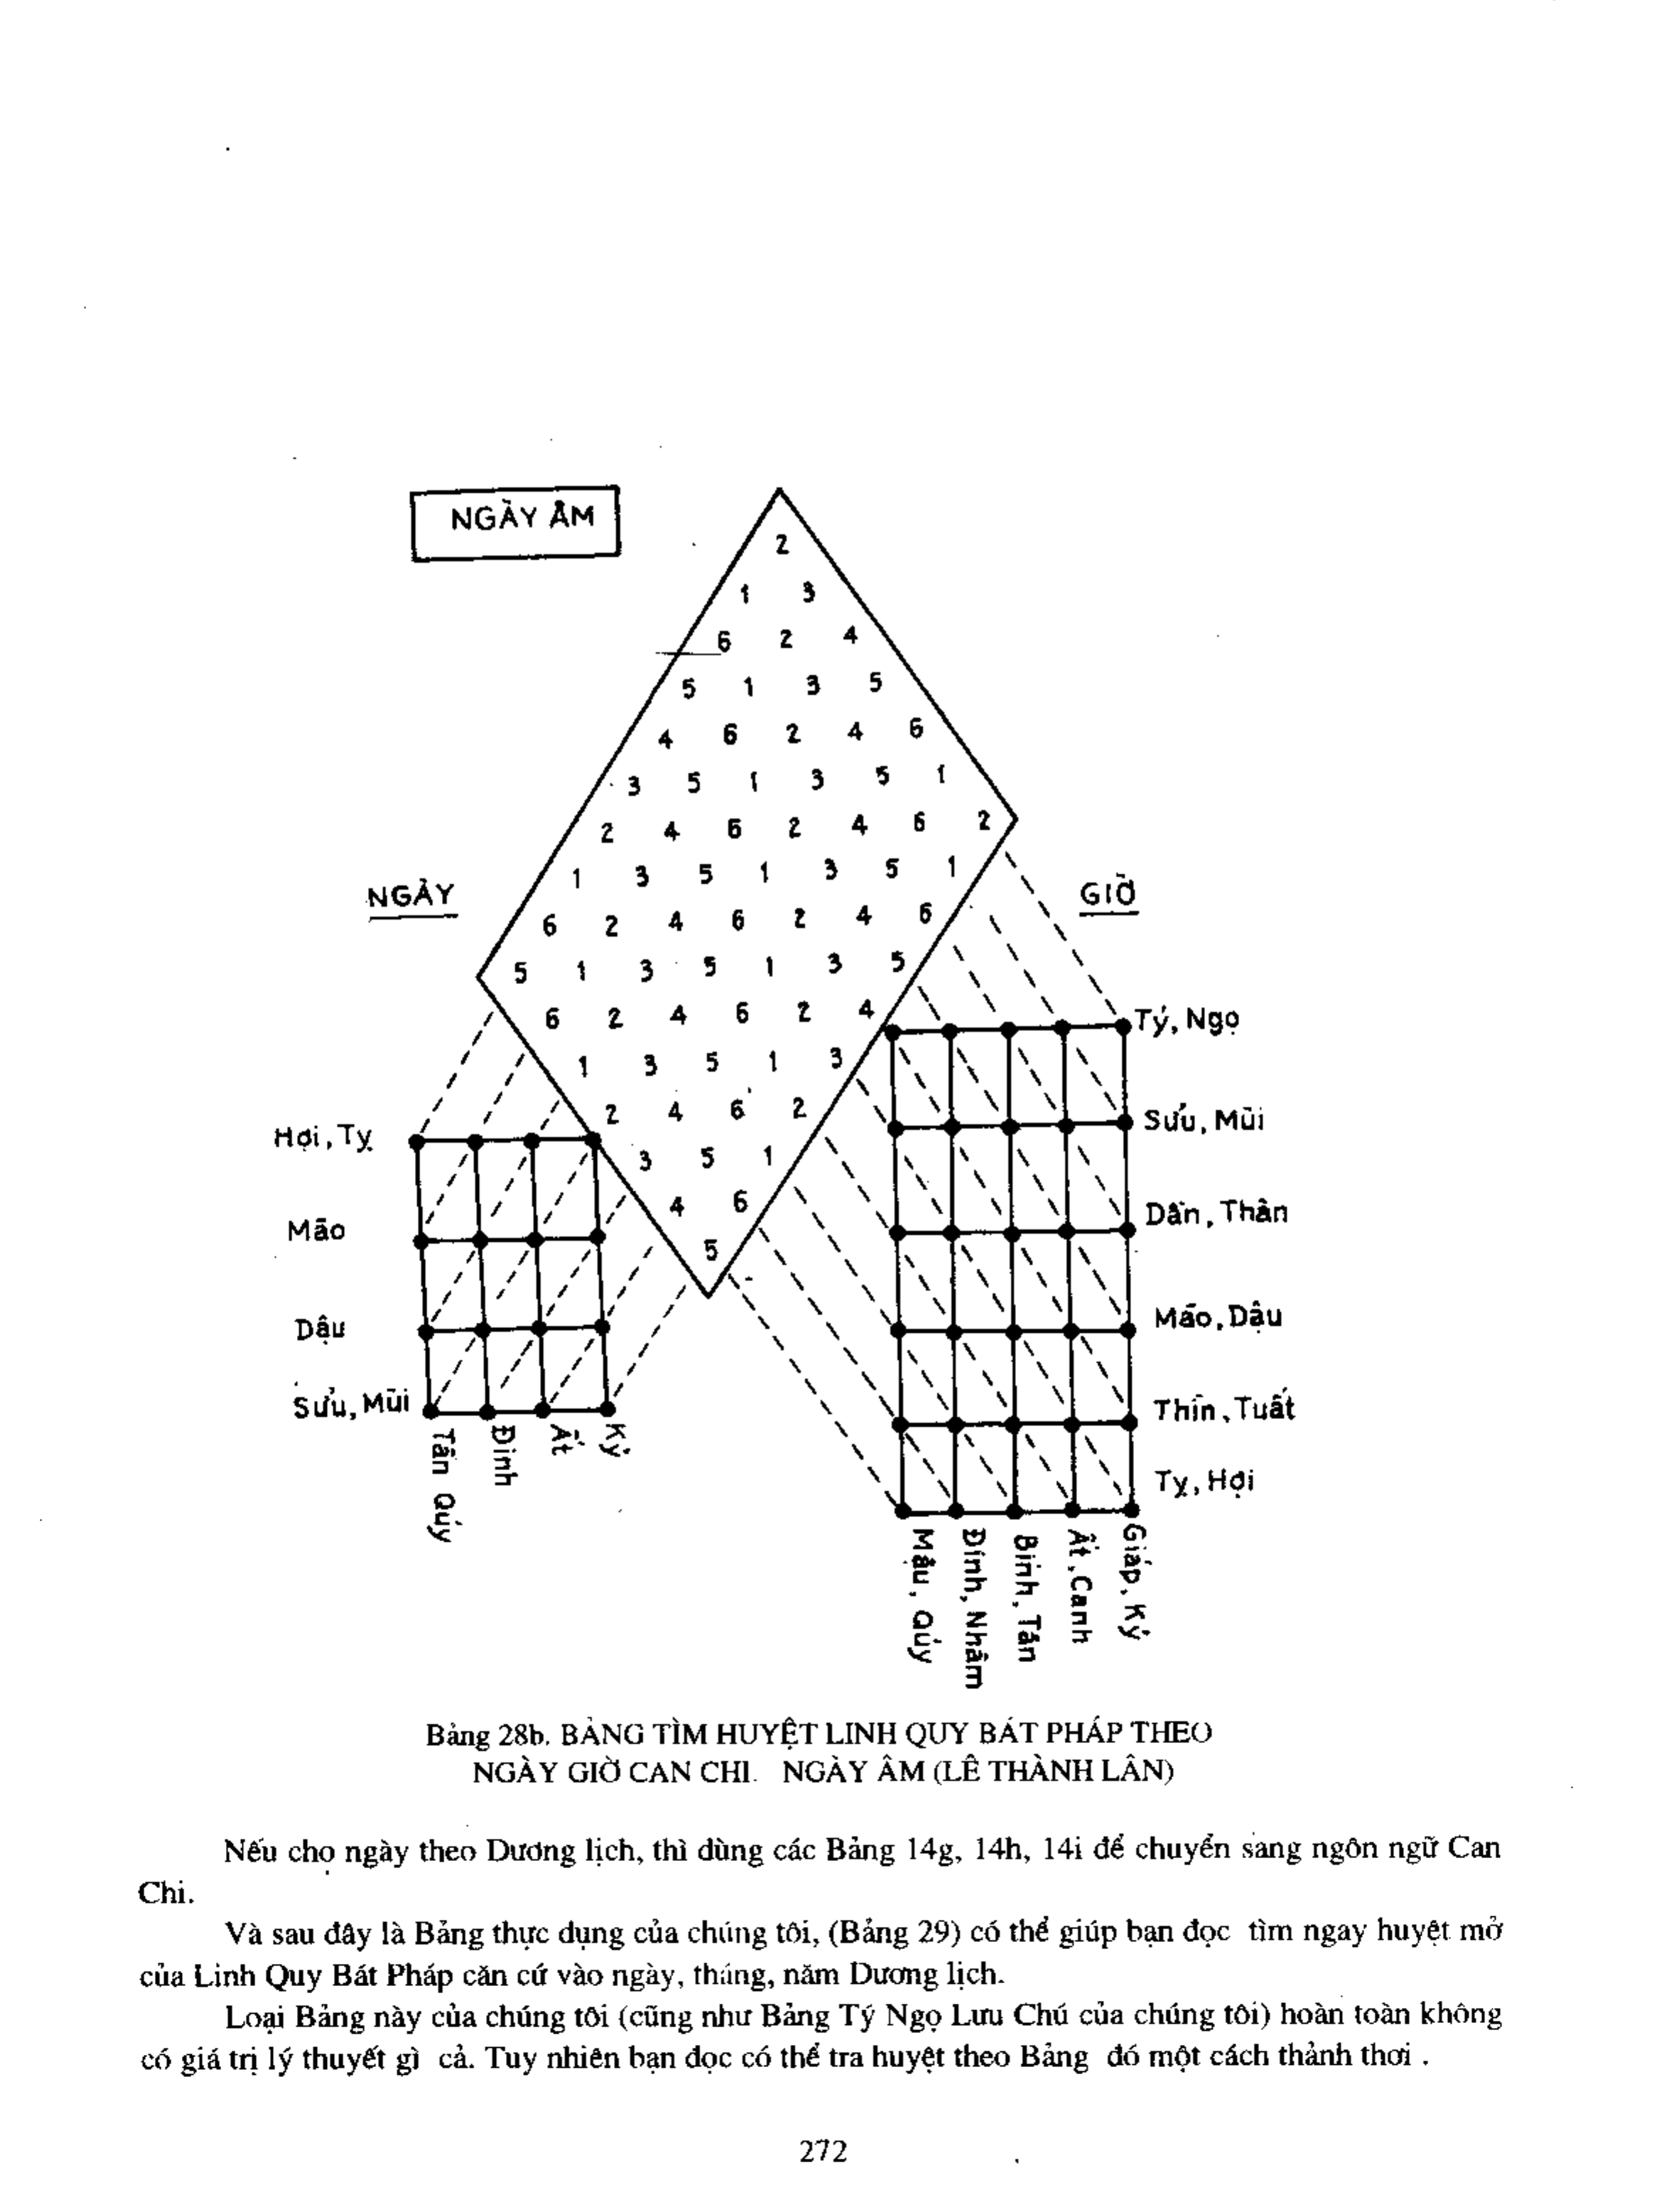 NGÀY ÂM
2
1 3
6 2 4
5 1 3 5
4 6 2 4 6
3 5 1 3 5 1
2 4 6 2 4 6 2
1 3 5 1 3 5 1
NGÀY
GIỜ
6 2 4 6 2 4 6
5 1 3 5 1 3 5
6 2 4 6 2 4
1 3 5 1 3
2 4 6 2
3 5 1
4 6
5
Hợi, Tỵ
Mão
Dậu
Sửu, Mùi
Tân Qúy
Đinh
Ất
Kỷ
Tý, Ngọ
Sửu, Mùi
Dần, Thân
Mão, Dậu
Thìn, Tuất
Tỵ, Hợi
Mậu, Qúy
Đinh, Nhâm
Bính, Tân
Ất, Canh
Giáp, Kỷ
Bảng 28b. BẢNG TÌM HUYỆT LINH QUY BÁT PHÁP THEO
NGÀY GIỜ CAN CHI. NGÀY ÂM (LÊ THÀNH LÂN)
Nếu chọ ngày theo Dương lịch, thì dùng các Bảng 14g, 14h, 14i để chuyển sang ngôn ngữ Can
Chi.
Và sau đây là Bảng thực dụng của chúng tôi, (Bảng 29) có thể giúp bạn đọc tìm ngay huyệt mở
của Linh Quy Bát Pháp căn cứ vào ngày, tháng, năm Dương lịch.
Loại Bảng này của chúng tôi (cũng như Bảng Tý Ngọ Lưu Chú của chúng tôi) hoàn toàn không
có giá trị lý thuyết gì cả. Tuy nhiên bạn đọc có thể tra huyệt theo Bảng đó một cách thảnh thơi .
272